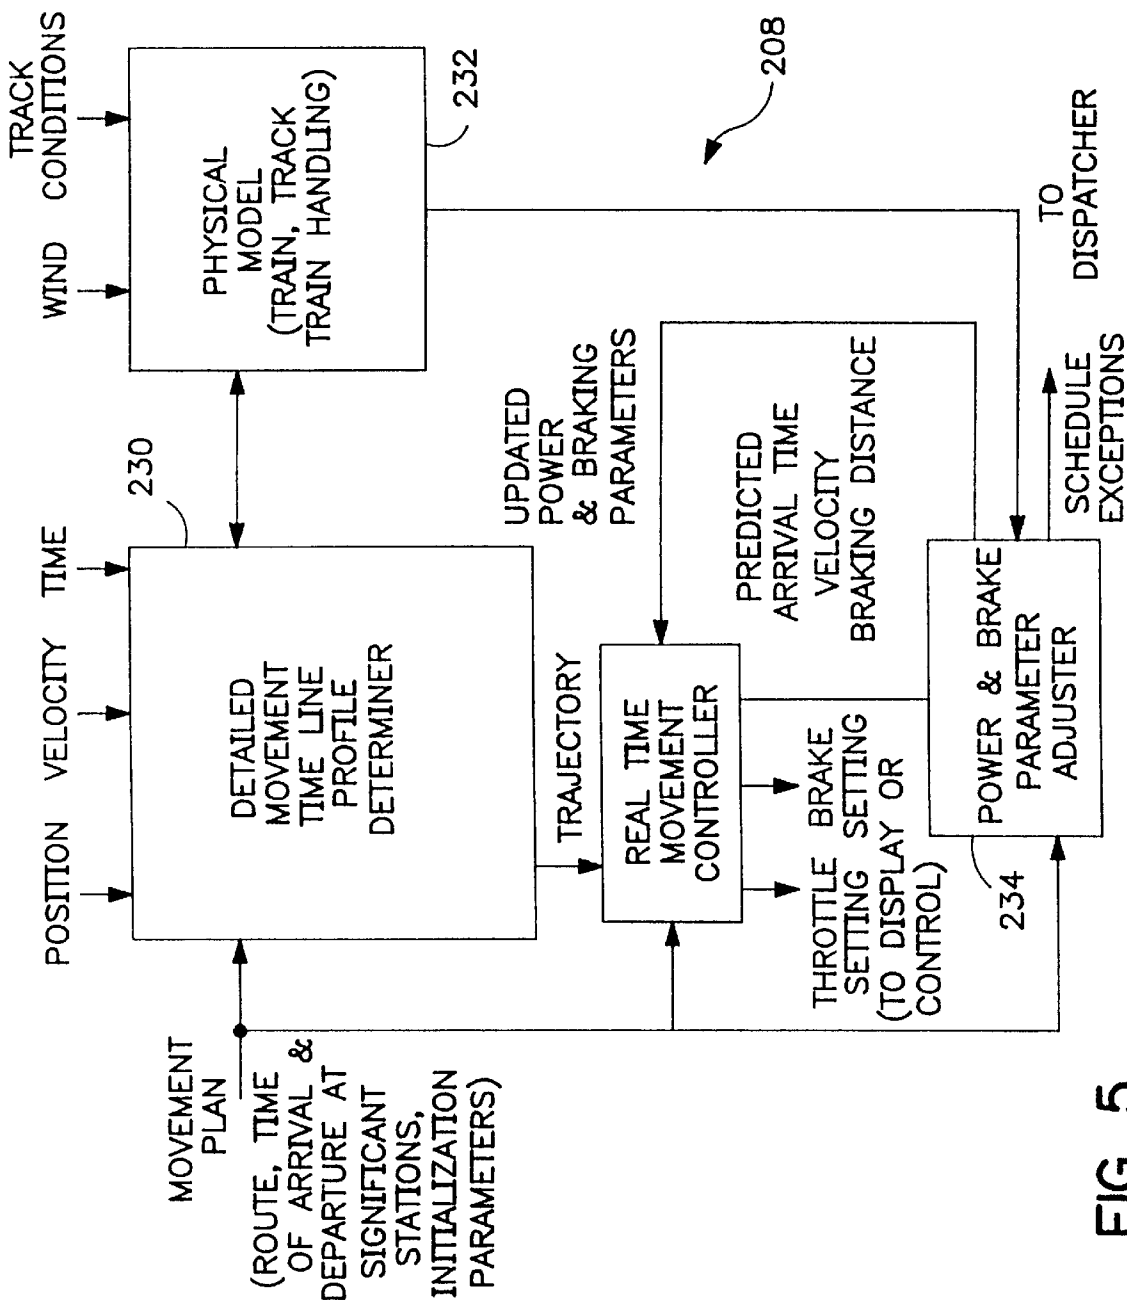 MOVEMENT
PLAN
(ROUTE, TIME
OF ARRIVAL &
DEPARTURE AT
SIGNIFICANT
STATIONS,
INITIALIZATION
PARAMETERS)
POSITION VELOCITY TIME
230
DETAILED
MOVEMENT
TIME LINE
PROFILE
DETERMINER
TRACK
WIND CONDITIONS
PHYSICAL
MODEL
(TRAIN, TRACK
TRAIN HANDLING)
232
208
TRAJECTORY
UPDATED
POWER
& BRAKING
PARAMETERS
REAL TIME
MOVEMENT
CONTROLLER
PREDICTED
ARRIVAL TIME
VELOCITY
BRAKING DISTANCE
THROTTLE BRAKE
SETTING SETTING
(TO DISPLAY OR
CONTROL)
234
POWER & BRAKE
PARAMETER
ADJUSTER
SCHEDULE
EXCEPTIONS
TO
DISPATCHER
FIG. 5